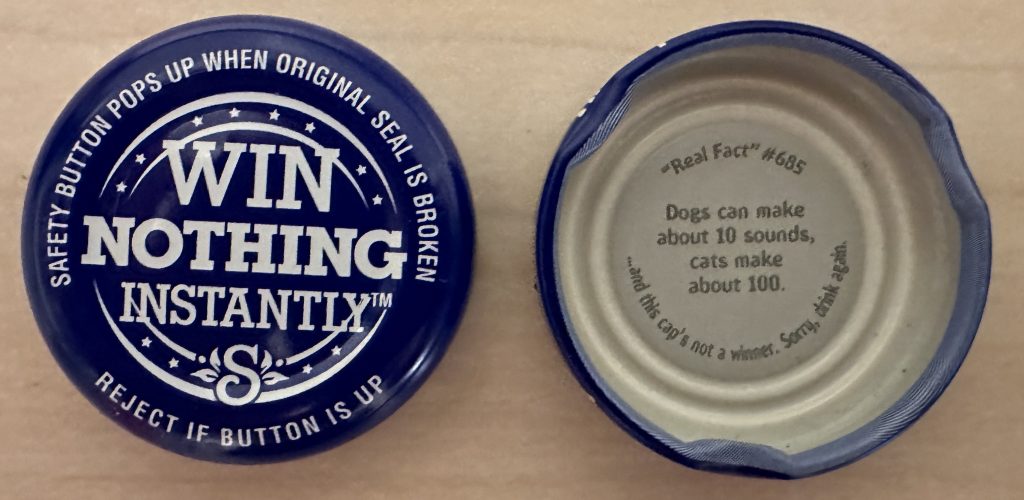 SAFETY BUTTON POPS UP WHEN ORIGINAL SEAL IS BROKEN
WIN
NOTHING
INSTANTLY™
S
REJECT IF BUTTON IS UP
“Real Fact” #685
Dogs can make
about 10 sounds,
cats make
about 100.
...and this cap's not a winner. Sorry, drink again.